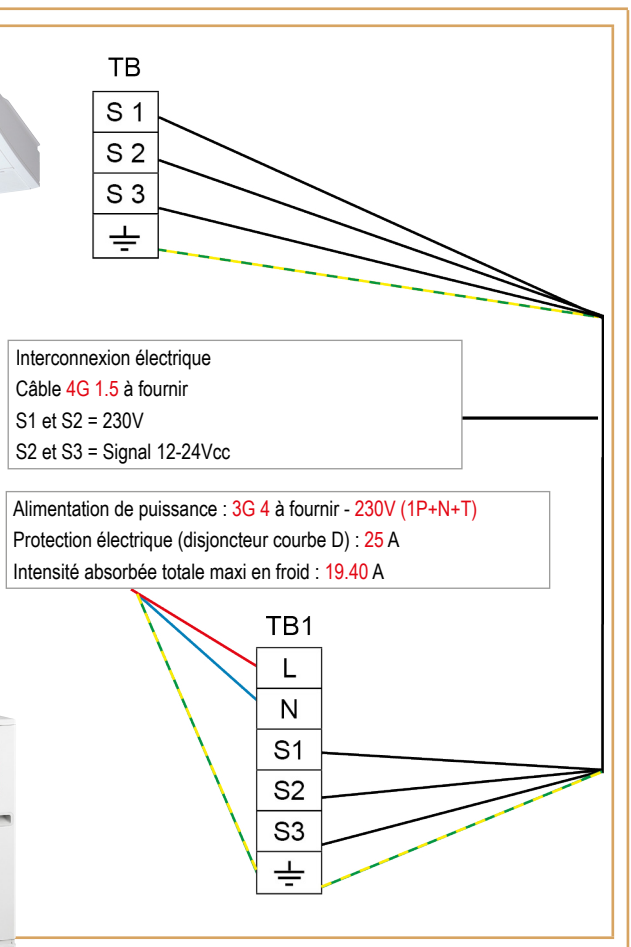 TB
S 1
S 2
S 3
Interconnexion électrique
Câble 4G 1.5 à fournir
S1 et S2 = 230V
S2 et S3 = Signal 12-24Vcc
Alimentation de puissance : 3G 4 à fournir - 230V (1P+N+T)
Protection électrique (disjoncteur courbe D) : 25 A
Intensité absorbée totale maxi en froid : 19.40 A
TB1
L
N
S1
S2
S3